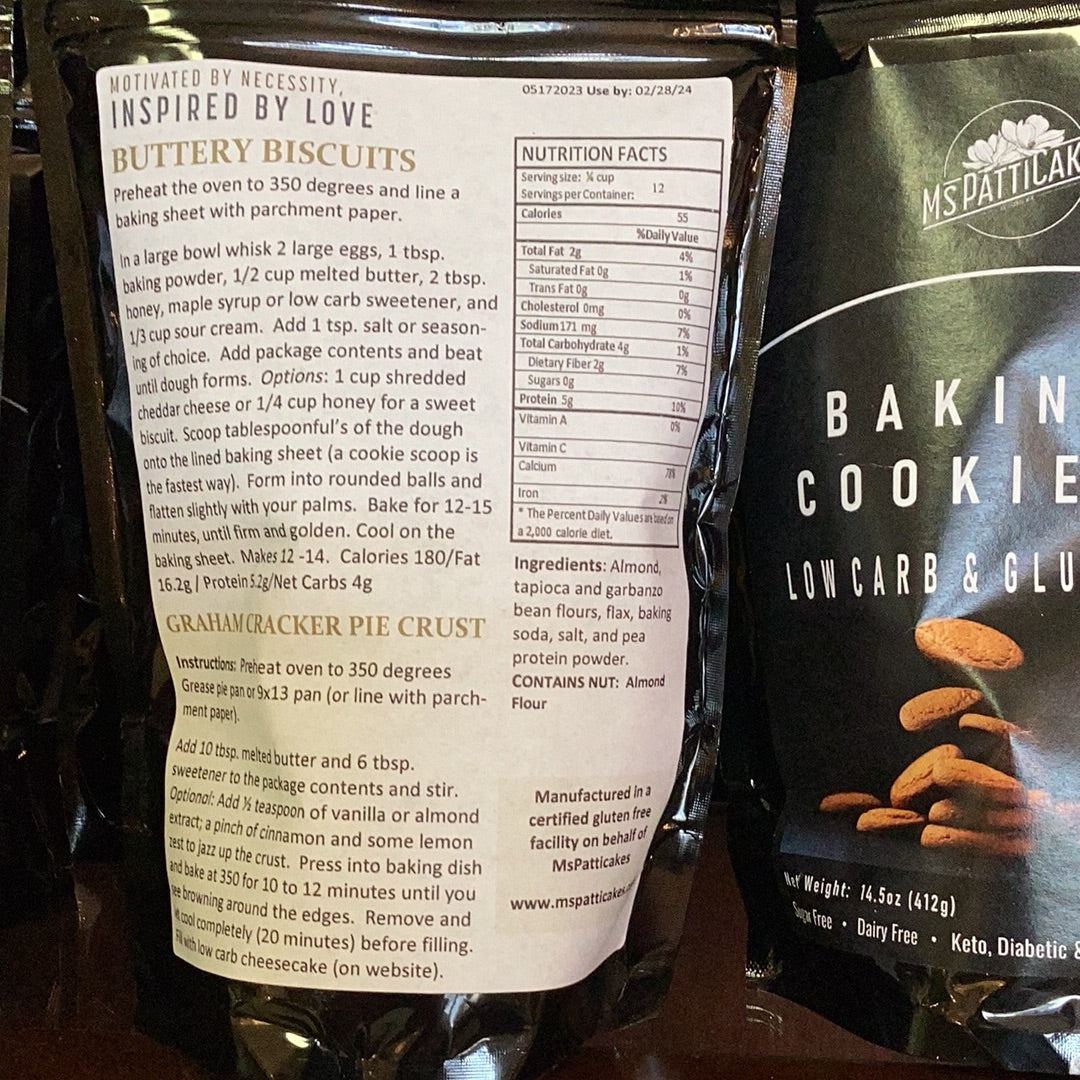 MOTIVATED BY NECESSITY,
INSPIRED BY LOVE
BUTTERY BISCUITS
Preheat the oven to 350 degrees and line a
baking sheet with parchment paper.
In a large bowl whisk 2 large eggs, 1 tbsp.
baking powder, 1/2 cup melted butter, 2 tbsp.
honey, maple syrup or low carb sweetener, and
1/3 cup sour cream. Add 1 tsp. salt or season-
ing of choice. Add package contents and beat
until dough forms. Options: 1 cup shredded
cheddar cheese or 1/4 cup honey for a sweet
biscuit. Scoop tablespoonful's of the dough
onto the lined baking sheet (a cookie scoop is
the fastest way). Form into rounded balls and
flatten slightly with your palms. Bake for 12-15
minutes, until firm and golden. Cool on the
baking sheet. Makes 12 -14. Calories 180/Fat
16.2g | Protein 5.2g/Net Carbs 4g
GRAHAM CRACKER PIE CRUST
Instructions: Preheat oven to 350 degrees
Grease pie pan or 9x13 pan (or line with parch-
ment paper).
Add 10 tbsp. melted butter and 6 tbsp.
sweetener to the package contents and stir.
Optional: Add ½ teaspoon of vanilla or almond
extract; a pinch of cinnamon and some lemon
zest to jazz up the crust. Press into baking dish
and bake at 350 for 10 to 12 minutes until you
see browning around the edges. Remove and
let cool completely (20 minutes) before filling.
Fill with low carb cheesecake (on website).
05172023 Use by: 02/28/24
NUTRITION FACTS
Serving size: ¼ cup
Servings per Container: 12
Calories 55
%Daily Value
Total Fat 2g 4%
Saturated Fat 0g 1%
Trans Fat 0g 0g
Cholesterol 0mg 0%
Sodium 171 mg 7%
Total Carbohydrate 4g 1%
Dietary Fiber 2g 7%
Sugars 0g
Protein 5g 10%
Vitamin A 0%
Vitamin C
Calcium 78%
Iron 2%
* The Percent Daily Values are based on
a 2,000 calorie diet.
Ingredients: Almond,
tapioca and garbanzo
bean flours, flax, baking
soda, salt, and pea
protein powder.
CONTAINS NUT: Almond
Flour
Manufactured in a
certified gluten free
facility on behalf of
MsPatticakes
www.mspatticakes
MSPATTICAK
BAKIN
COOKIE
LOW CARB & GLU
Net Weight: 14.5oz (412g)
Sugar Free • Dairy Free • Keto, Diabetic &